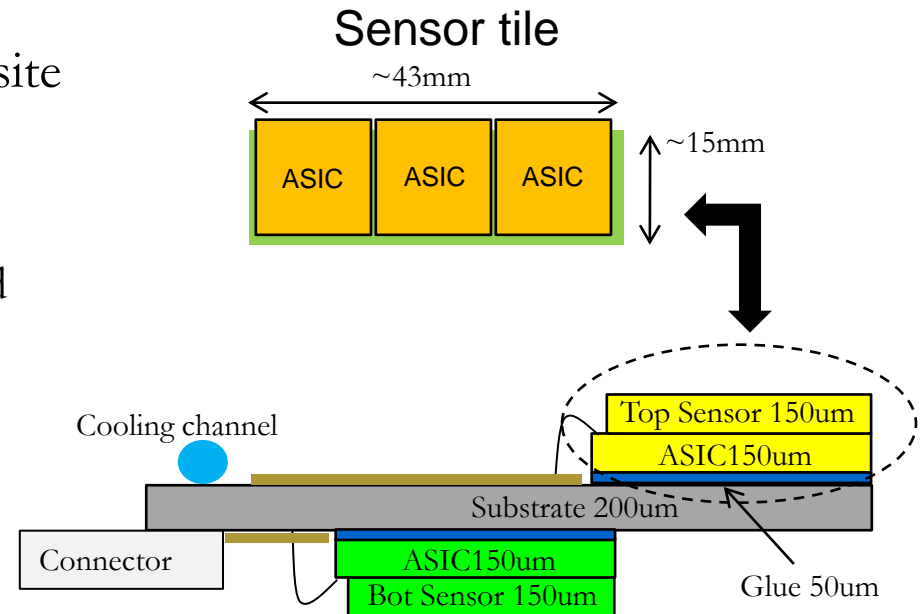 Sensor tile
site
~43mm
~15mm
ASIC ASIC ASIC
d
Top Sensor 150um
Cooling channel
ASIC150um
Substrate 200um
Connector
ASIC150um
Glue 50um
Bot Sensor 150um